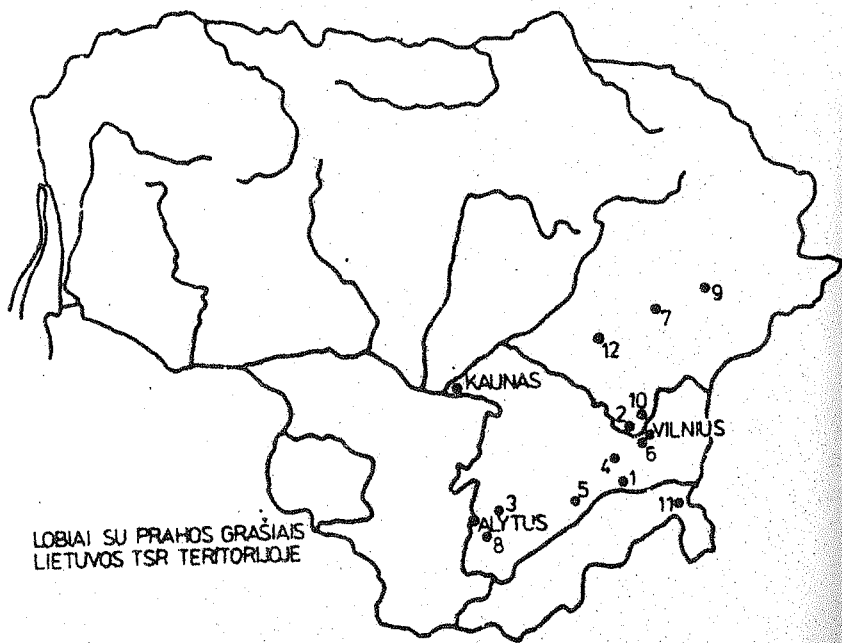 9
7
12
KAUNAS
10
2
VILNIUS
6
4
1
5
3
11
ALYTUS
8
LOBIAI SU PRAHOS GRAŠIAIS
LIETUVOS TSR TERITORIJOJE